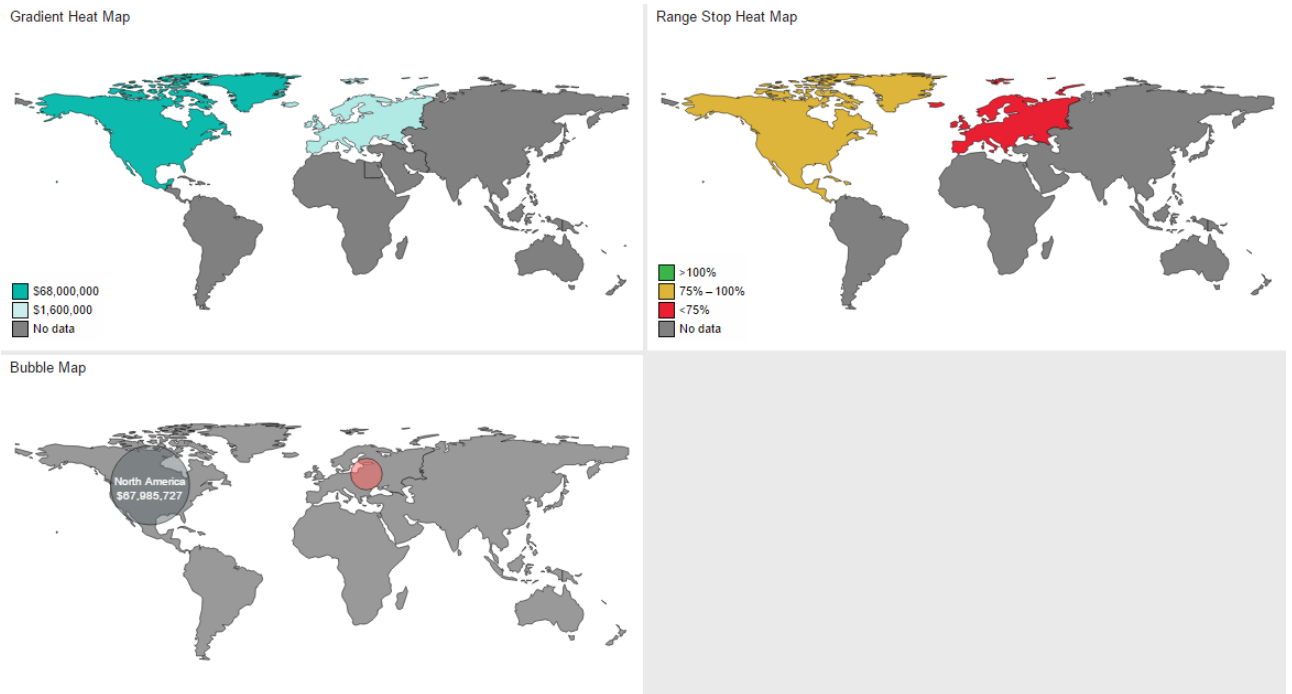 Gradient Heat Map
$68,000,000
$1,600,000
No data
Range Stop Heat Map
>100%
75% – 100%
<75%
No data
Bubble Map
North America
$67,985,727